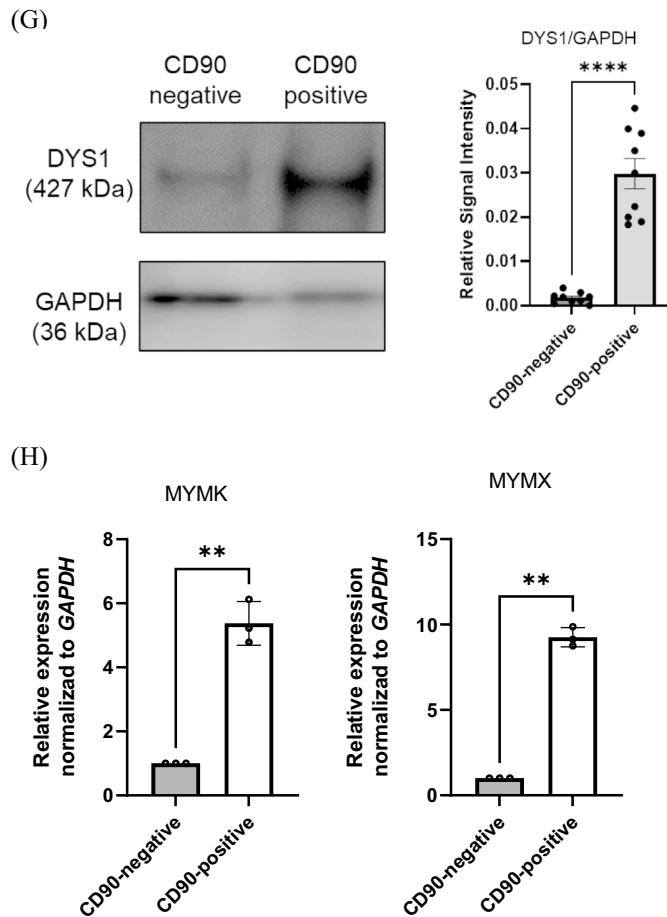 (G)
CD90
negative
CD90
positive
DYS1
(427 kDa)
GAPDH
(36 kDa)
DYS1/GAPDH
****
Relative Signal Intensity
0.05
0.04
0.03
0.02
0.01
0.00
CD90-negative
CD90-positive
(H)
MYMK
**
Relative expression
normalizad to GAPDH
8
6
4
2
0
CD90-negative
CD90-positive
MYMX
**
Relative expression
normalizad to GAPDH
15
10
5
0
CD90-negative
CD90-positive